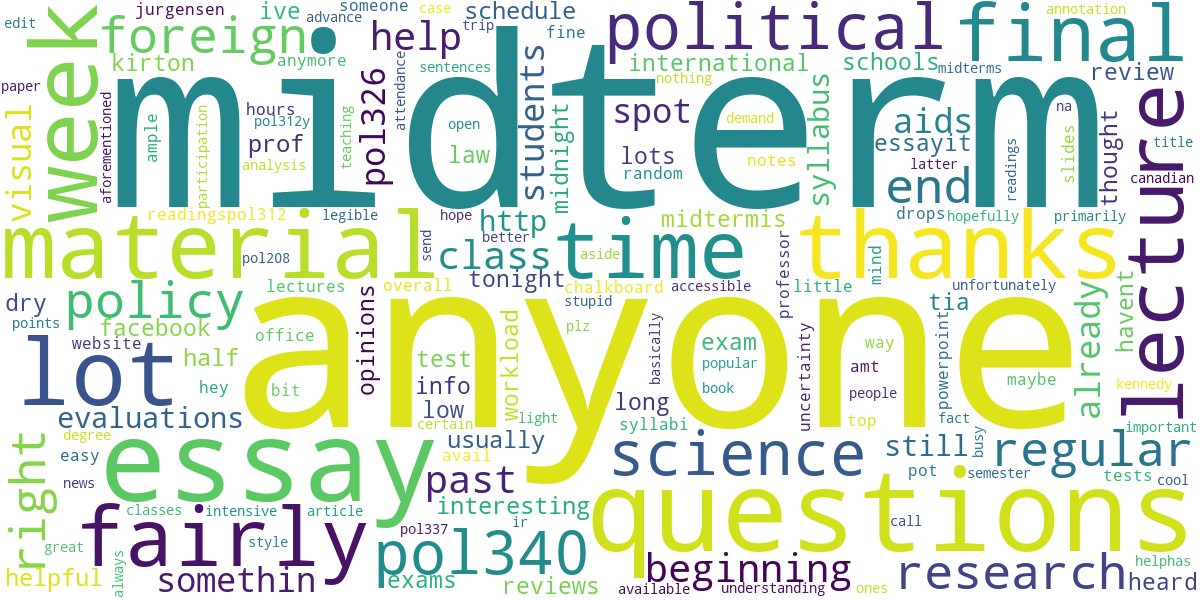 edit jurgensen ive advance someone case annotation
foreign. help schedule political final
week kirton anymore trip fine international schools midterms review
midterm
paper visual aforementioned ample participation hours pol312y prof analysis teaching pol326 attendance sentences open law students midnight
nothing spot demand lots random notes syllabus aids essayit latter end readings na slides thought canadian title lecture
readingspol312 legible hope http midtermis drops hopefully primarily
material pol208 send class better time aside thanks
tonight chalkboard accessible professor little mind tia unfortunately
dry policy lectures overall stupid already havent
points facebook office opinions plz powerpoint
anyone
lot website half hey bit test info low workload light basically exam popular book uncertainty way amt people maybe kennedy
evaluations certain long syllabi top fact important
right degree easy essay usually avail science still busy regular
news past pot semester tests cool
classes intensive article interesting questions
fairly style pol337 ir call
great always pol340 beginning helphas
helpful somethin exams reviews available understanding ones research heard